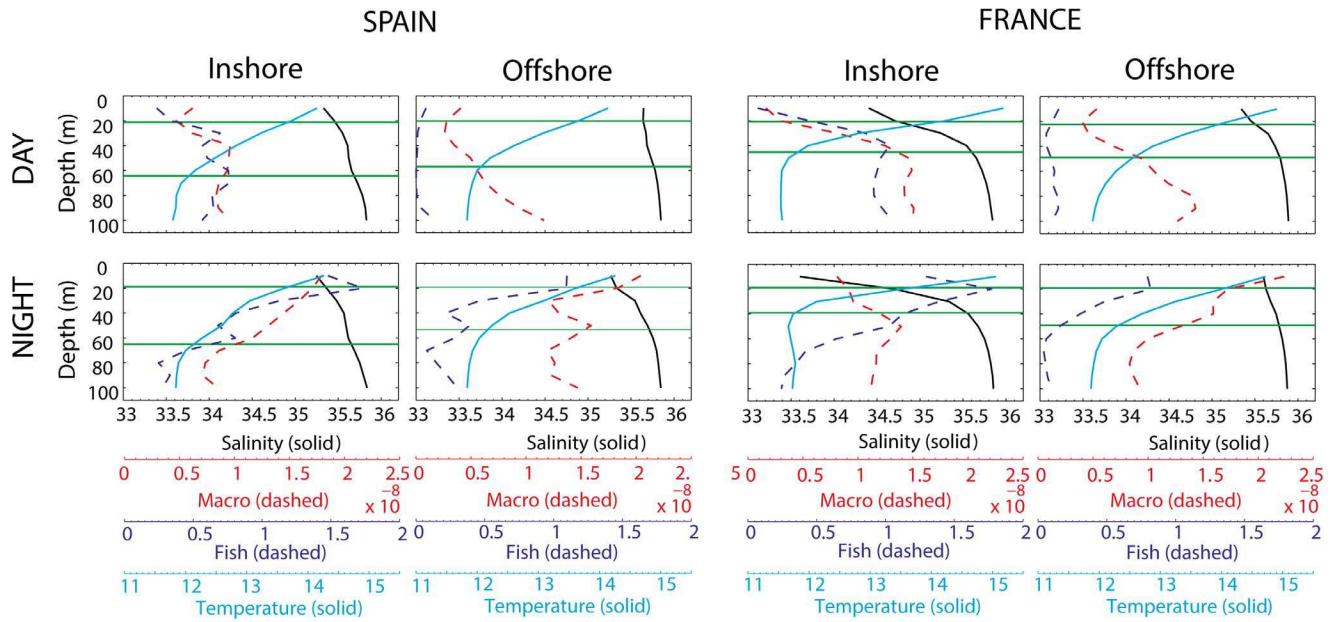 SPAIN FRANCE
Inshore Offshore Inshore Offshore
DAY
Depth (m)
0
20
40
60
80
100
NIGHT
Depth (m)
0
20
40
60
80
100
33 33.5 34 34.5 35 35.5 36 33 33.5 34 34.5 35 35.5 36 33 33.5 34 34.5 35 35.5 36 33 33.5 34 34.5 35 35.5 36
Salinity (solid) Salinity (solid) Salinity (solid) Salinity (solid)
0 0.5 1 1.5 2 2.5 0 0.5 1 1.5 2 2. 5 0 0.5 1 1.5 2 2.5 0 0.5 1 1.5 2 2.5
Macro (dashed) x 10 −8 Macro (dashed) x 10 −8 Macro (dashed) x 10 −8 Macro (dashed) x 10 −8
0 0.5 1 1.5 2 0 0.5 1 1.5 2 0 0.5 1 1.5 2 0 0.5 1 1.5 2
Fish (dashed) Fish (dashed) Fish (dashed) Fish (dashed)
11 12 13 14 15 11 12 13 14 15 11 12 13 14 15 11 12 13 14 15
Temperature (solid) Temperature (solid) Temperature (solid) Temperature (solid)